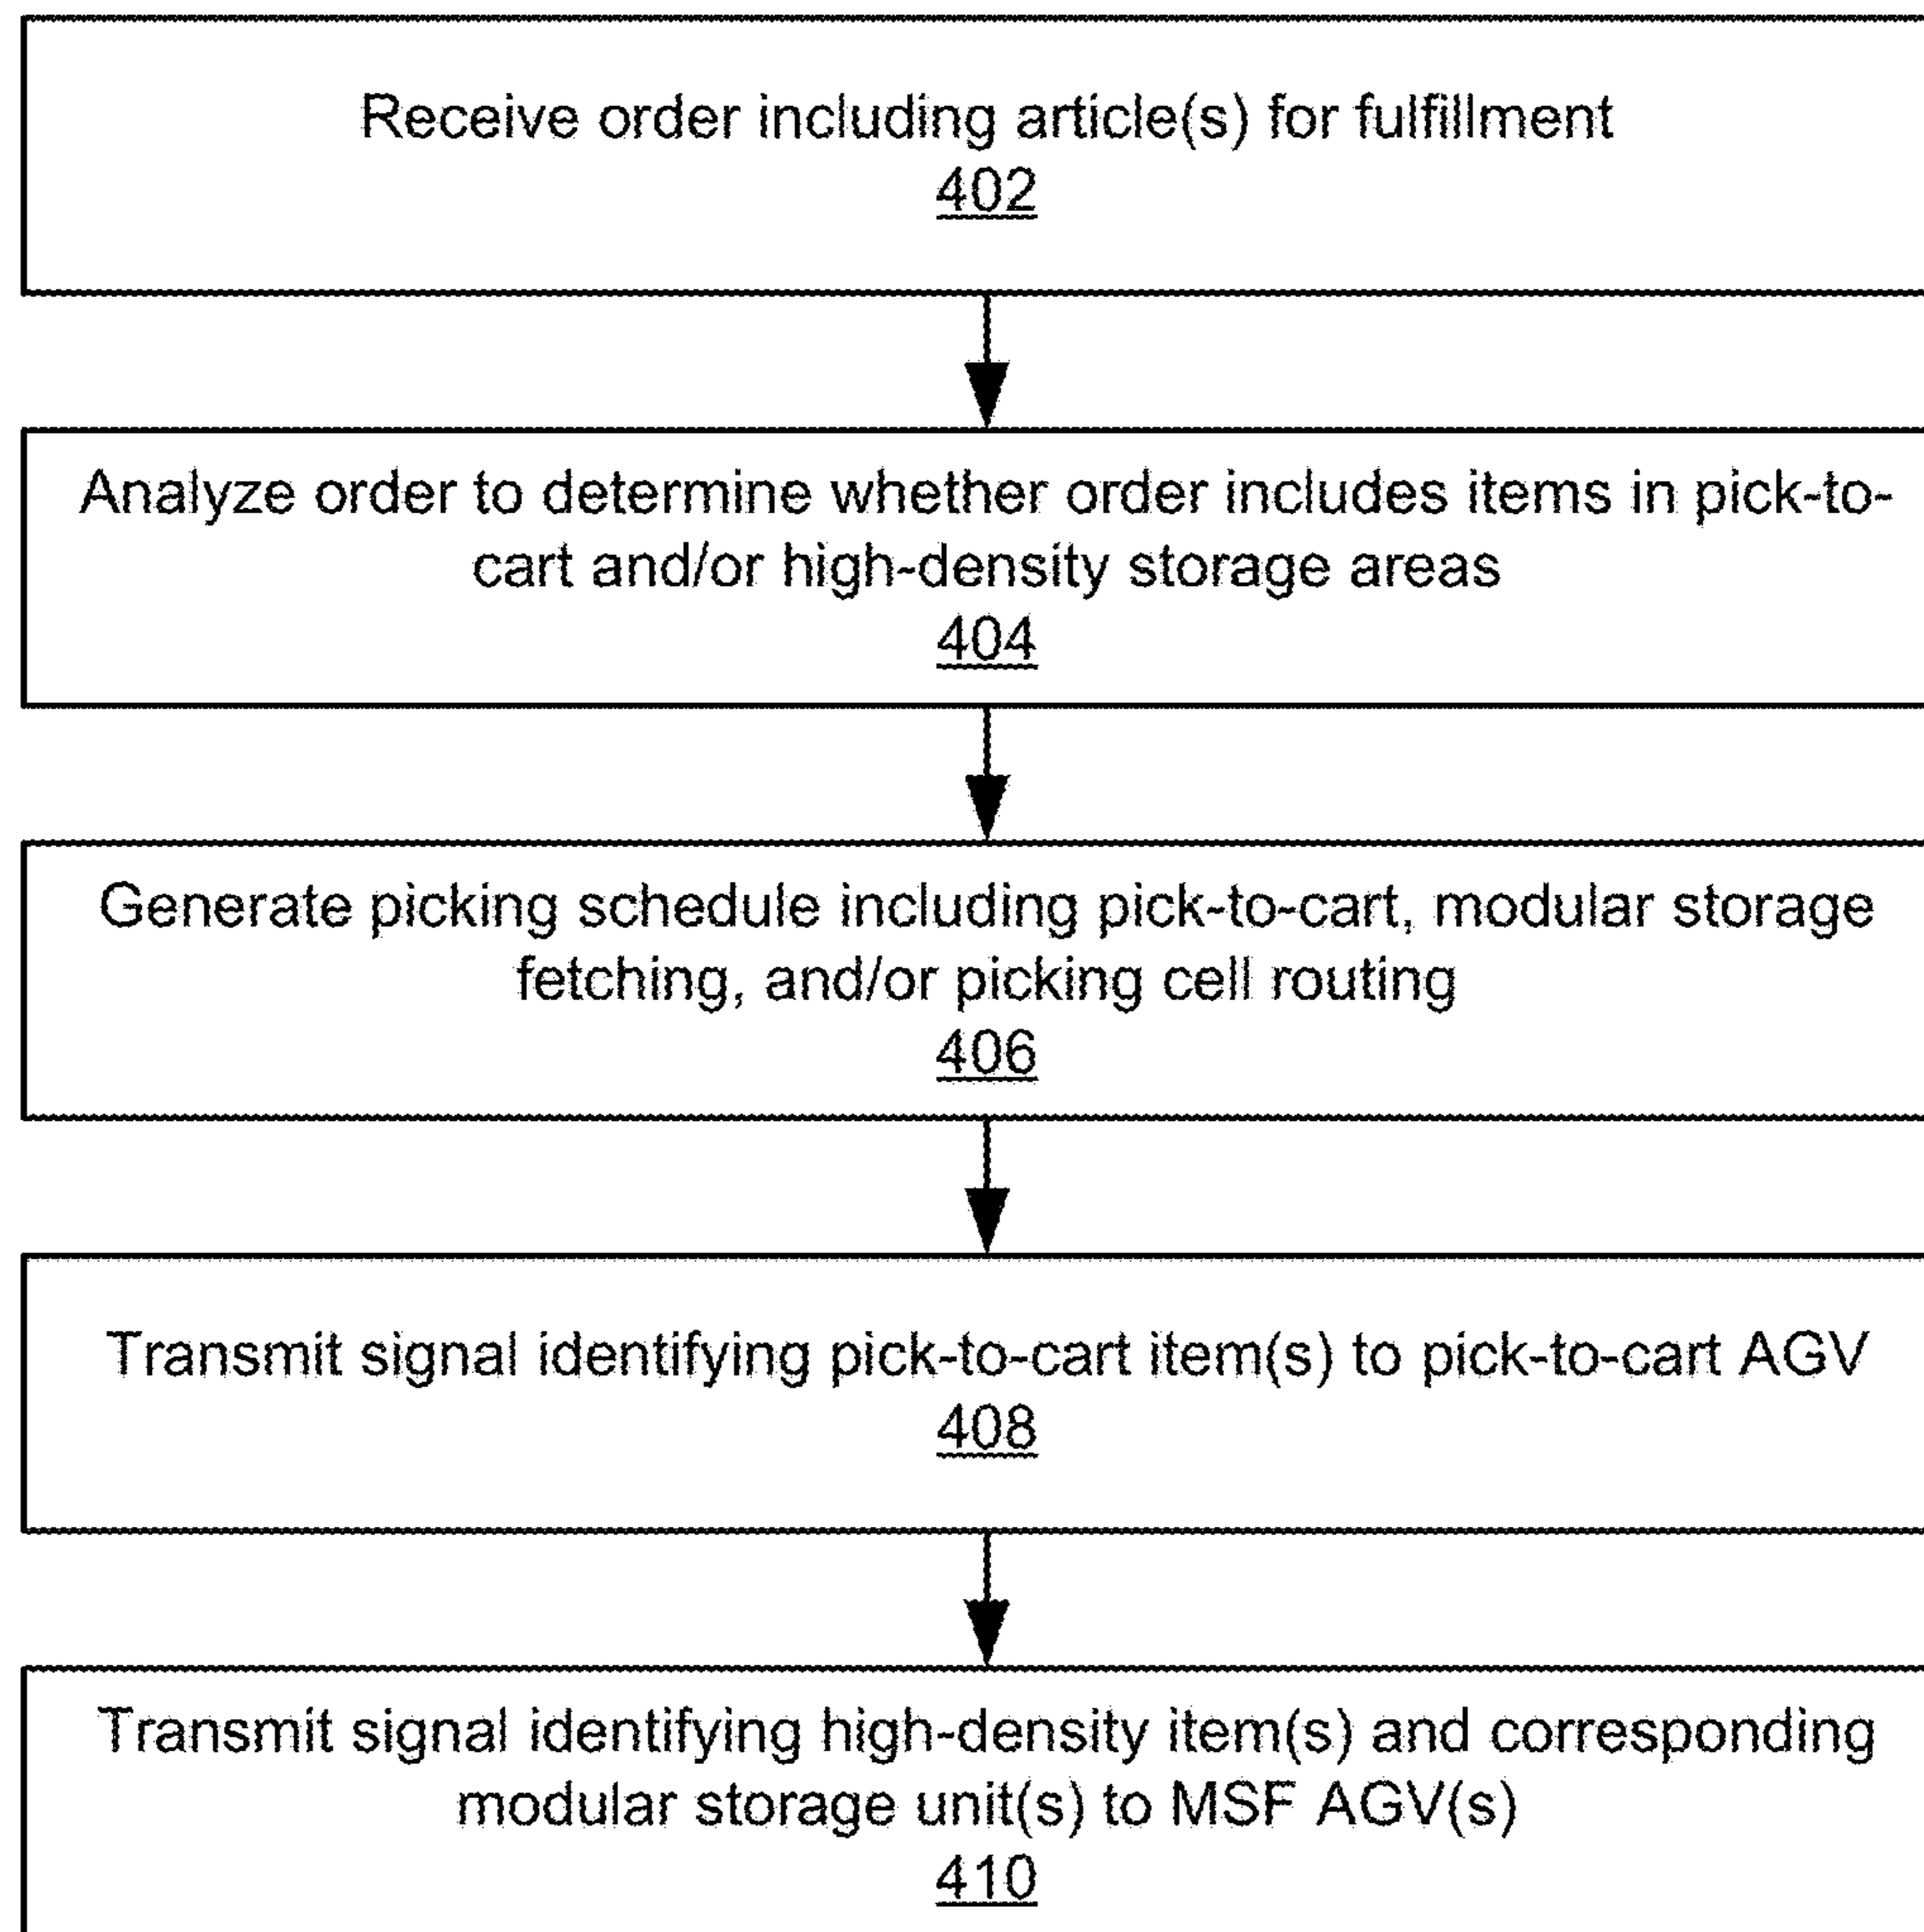 Receive order including article(s) for fulfillment
402
Analyze order to determine whether order includes items in pick-to-
cart and/or high-density storage areas
404
Generate picking schedule including pick-to-cart, modular storage
fetching, and/or picking cell routing
406
Transmit signal identifying pick-to-cart item(s) to pick-to-cart AGV
408
Transmit signal identifying high-density item(s) and corresponding
modular storage unit(s) to MSF AGV(s)
410